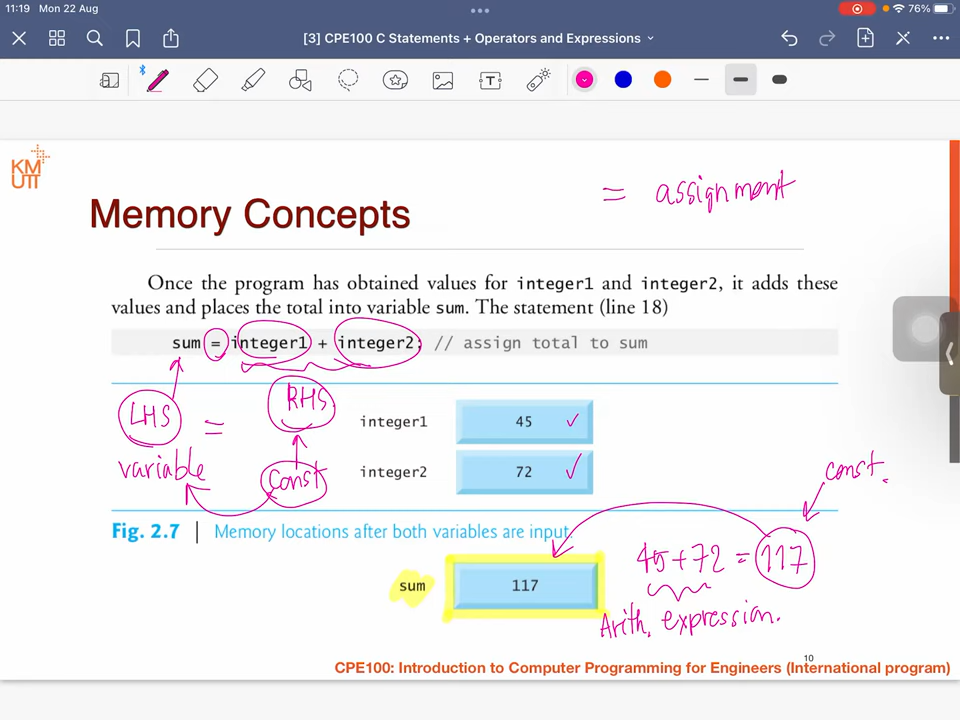 11:19 Mon 22 Aug
76%
[3] CPE100 C Statements + Operators and Expressions
KM
UTT
Memory Concepts
= assignment
Once the program has obtained values for integer1 and integer2, it adds these
values and places the total into variable sum. The statement (line 18)
sum = integer1 + integer2; // assign total to sum
LHS = RHS
variable
const
integer1 45
integer2 72
const.
Fig. 2.7 | Memory locations after both variables are input.
45+72 = 117
sum 117
Arith. expression.
10
CPE100: Introduction to Computer Programming for Engineers (International program)